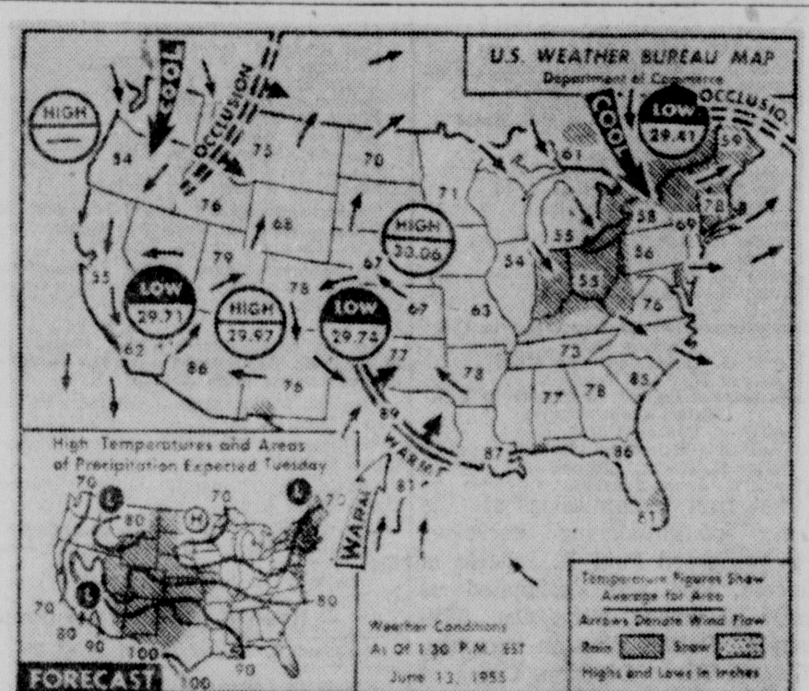 U.S. WEATHER BUREAU MAP
Department of Commerce
COOL
OCCLUSION
HIGH
COOL
LOW
29.41
OCCLUSIO
54
75
70
61
59
76
71
78
68
58
69
HIGH
30.06
55
56
79
67
54
55
78
LOW
29.71
HIGH
29.97
LOW
29.74
67
63
76
62
86
77
73
76
78
77
78
85
89
WARM F
87
86
81
81
WARM
High Temperatures and Areas
of Precipitation Expected Tuesday
70
L
70
L
70
80
H
L
70
80
80
90
100
90
100
FORECAST
Weather Conditions
As Of 1:30 P.M. EST
June 13, 1955
Temperature Figures Show
Average for Area
Arrows Denote Wind Flow
Rain Snow
Highs and Lows in Inches